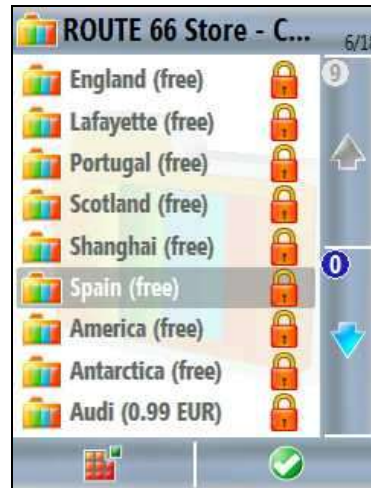 ROUTE 66 Store - C...
6/18
England (free)
9
Lafayette (free)
Portugal (free)
Scotland (free)
Shanghai (free)
0
Spain (free)
America (free)
Antarctica (free)
Audi (0.99 EUR)